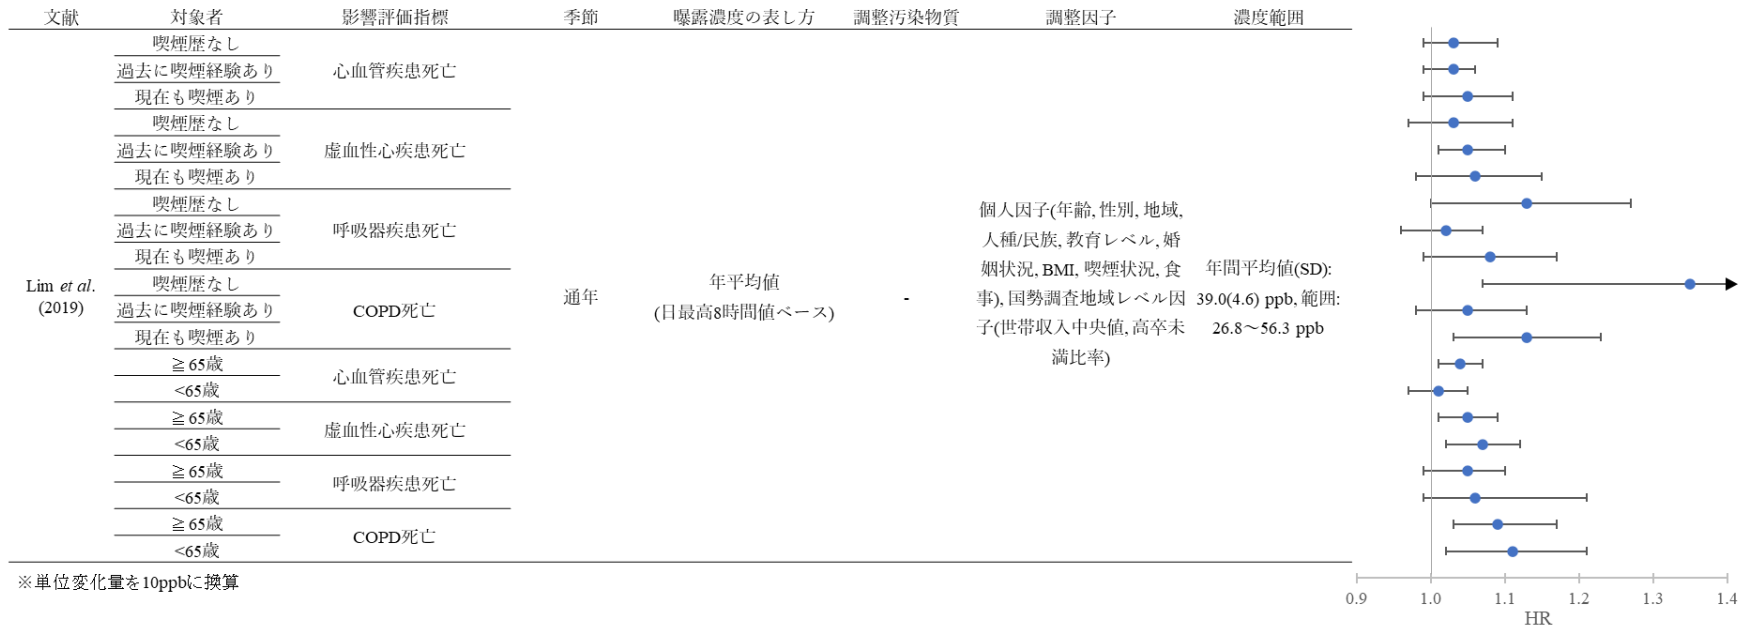 文献 対象者 影響評価指標 季節 曝露濃度の表し方 調整汚染物質 調整因子 濃度範囲
喫煙歴なし
過去に喫煙経験あり 心血管疾患死亡
現在も喫煙あり
喫煙歴なし
過去に喫煙経験あり 虚血性心疾患死亡
現在も喫煙あり
喫煙歴なし
過去に喫煙経験あり 呼吸器疾患死亡
現在も喫煙あり
喫煙歴なし
過去に喫煙経験あり COPD死亡
現在も喫煙あり
≧65歳
心血管疾患死亡
<65歳
≧65歳
虚血性心疾患死亡
<65歳
≧65歳
呼吸器疾患死亡
<65歳
≧65歳
COPD死亡
<65歳
Lim et al.
(2019)
通年
年平均値
(日最高8時間値ベース)
-
個人因子(年齢, 性別, 地域,
人種/民族, 教育レベル, 婚
姻状況, BMI, 喫煙状況, 食
事), 国勢調査地域レベル因
子(世帯収入中央値, 高卒未
満比率)
年間平均値(SD):
39.0(4.6) ppb, 範囲:
26.8～56.3 ppb
※単位変化量を10ppbに換算
0.9 1.0 1.1 1.2 1.3 1.4
HR